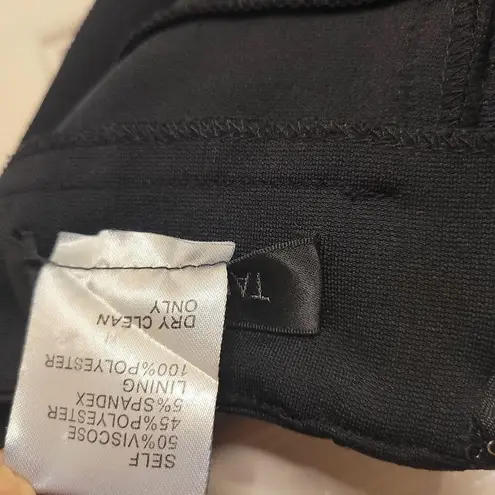 SELF
50%VISCOSE
45%POLYESTER
5%SPANDEX
LINING
100%POLYESTER
DRY CLEAN
ONLY